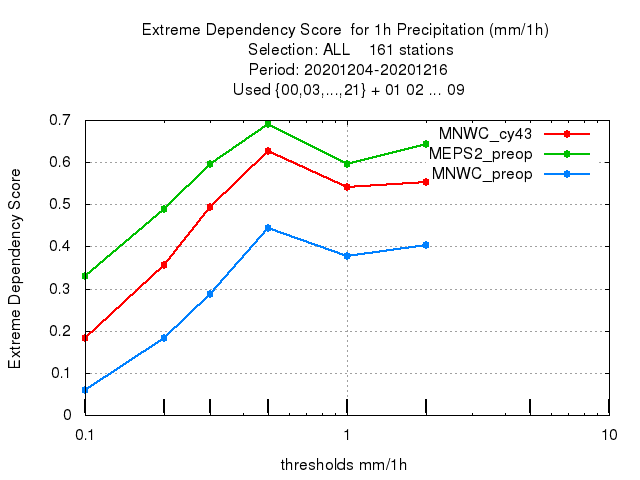 Extreme Dependency Score  for 1h Precipitation (mm/1h)
Selection: ALL    161 stations
Period: 20201204-20201216
Used {00,03,...,21} + 01 02 ... 09
0.7
MNWC_cy43
0.6
MEPS2_preop
MNWC_preop
0.5
0.4
0.3
0.2
0.1
0
Extreme Dependency Score
0.1 1 10
thresholds mm/1h